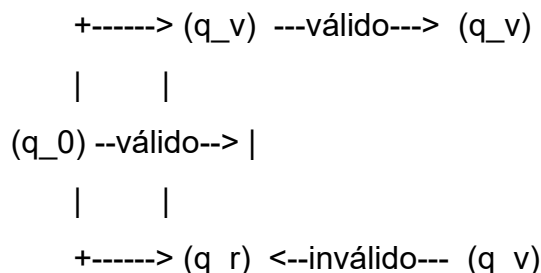 +------> (q_v) ---válido---> (q_v)
| |
(q_0) --válido--> |
| |
+------> (q_r) <--inválido--- (q_v)